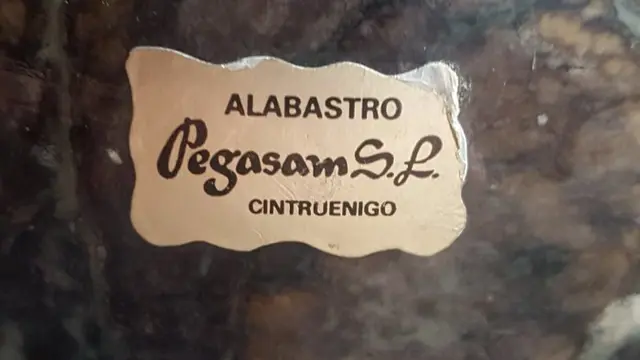 ALABASTRO
Pegasam S.L.
CINTRUENIGO